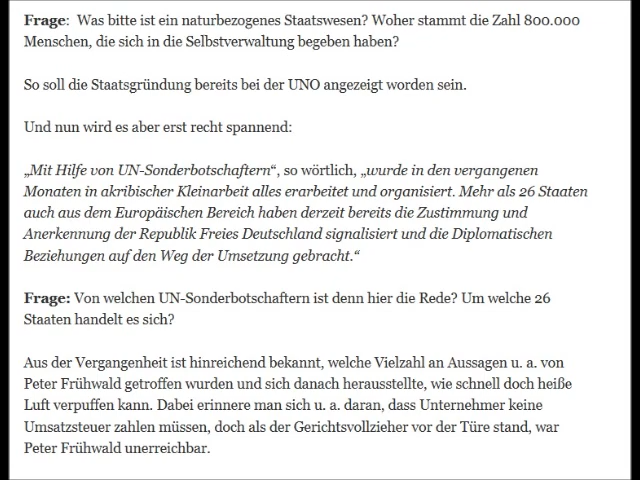 Frage:  Was bitte ist ein naturbezogenes Staatswesen? Woher stammt die Zahl 800.000
Menschen, die sich in die Selbstverwaltung begeben haben?
So soll die Staatsgründung bereits bei der UNO angezeigt worden sein.
Und nun wird es aber erst recht spannend:
„Mit Hilfe von UN-Sonderbotschaftern“, so wörtlich, „wurde in den vergangenen
Monaten in akribischer Kleinarbeit alles erarbeitet und organisiert. Mehr als 26 Staaten
auch aus dem Europäischen Bereich haben derzeit bereits die Zustimmung und
Anerkennung der Republik Freies Deutschland signalisiert und die Diplomatischen
Beziehungen auf den Weg der Umsetzung gebracht.“
Frage: Von welchen UN-Sonderbotschaftern ist denn hier die Rede? Um welche 26
Staaten handelt es sich?
Aus der Vergangenheit ist hinreichend bekannt, welche Vielzahl an Aussagen u. a. von
Peter Frühwald getroffen wurden und sich danach herausstellte, wie schnell doch heiße
Luft verpuffen kann. Dabei erinnere man sich u. a. daran, dass Unternehmer keine
Umsatzsteuer zahlen müssen, doch als der Gerichtsvollzieher vor der Türe stand, war
Peter Frühwald unerreichbar.